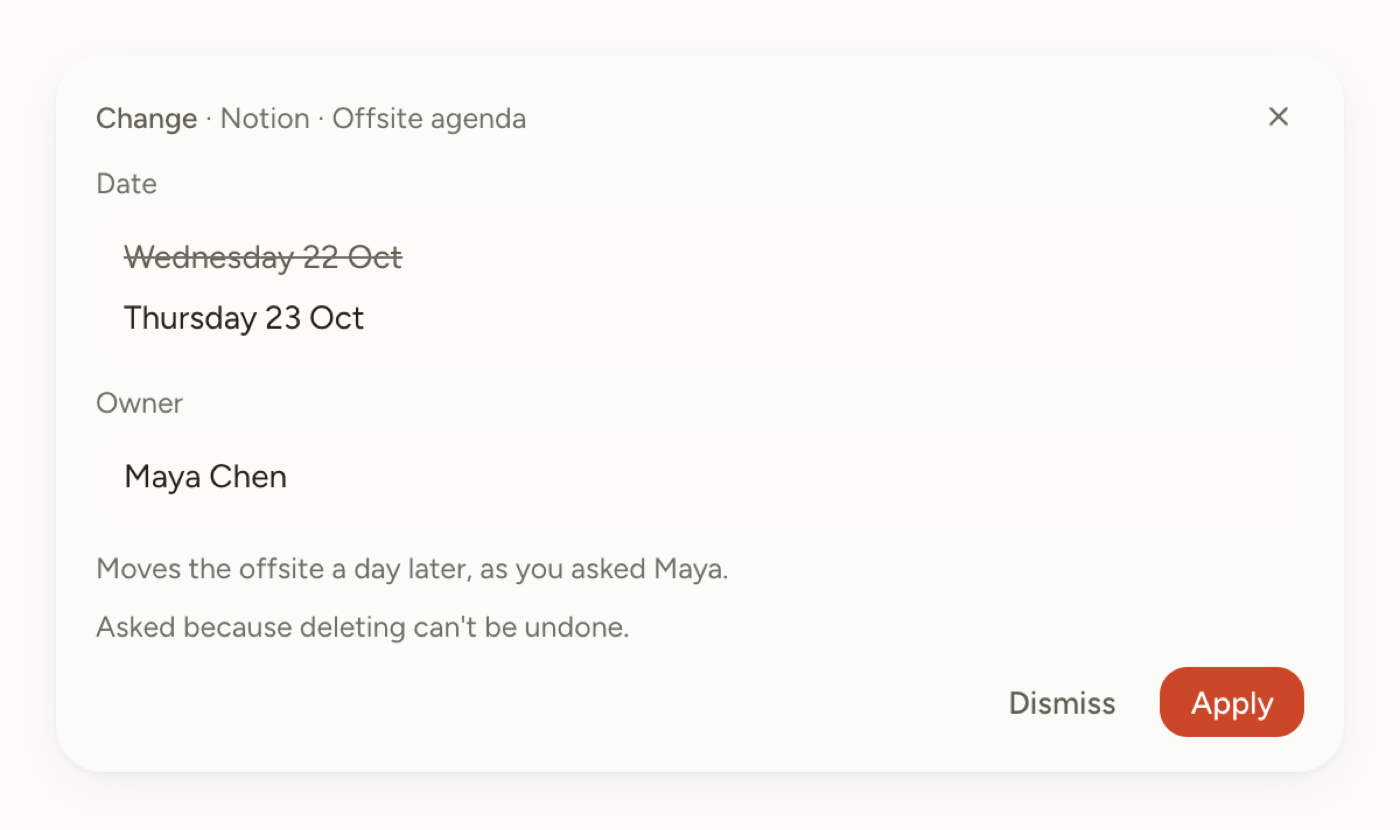 Change · Notion · Offsite agenda
Date
Wednesday 22 Oct
Thursday 23 Oct
Owner
Maya Chen
Moves the offsite a day later, as you asked Maya.
Asked because deleting can't be undone.
Dismiss
Apply